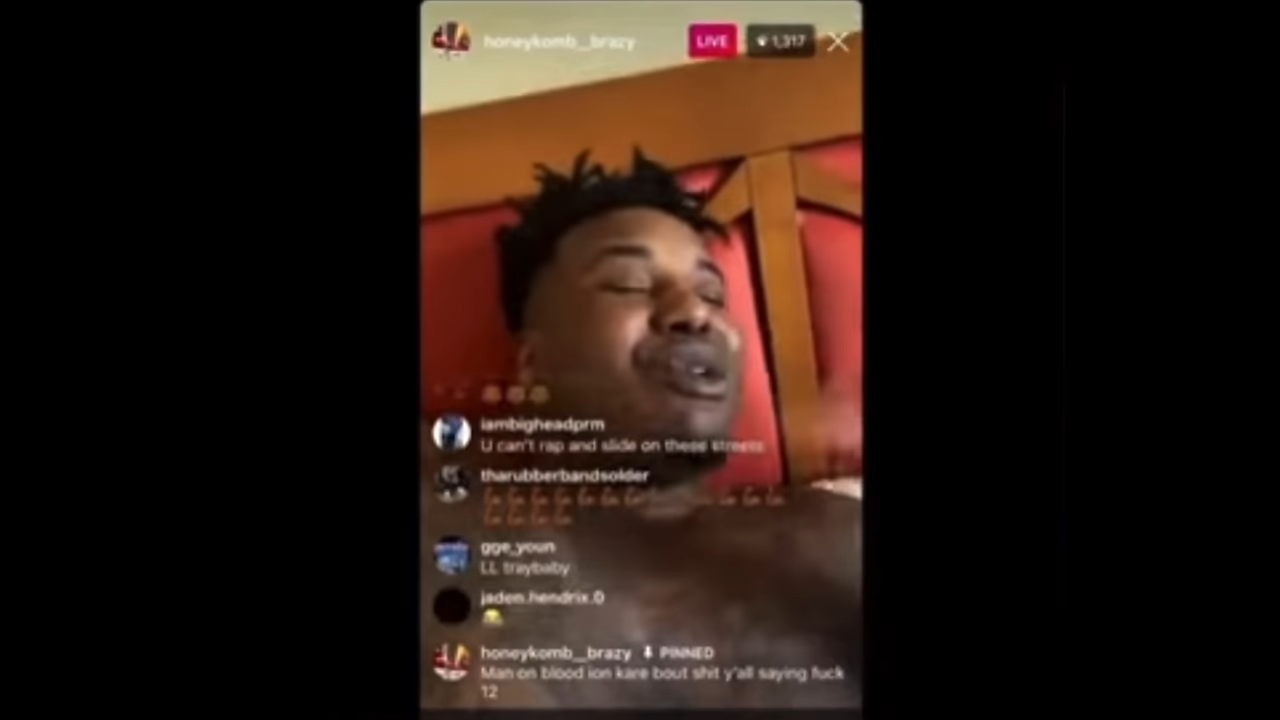 honeykomb__brazy
LIVE
1,317
iambigheadprm
U can't rap and slide on these streets
tharubberbandsolder
gge_youn
LL traybaby
jaden.hendrix.0
honeykomb__brazy PINNED
Man on blood ion kare bout shit y'all saying fuck
12